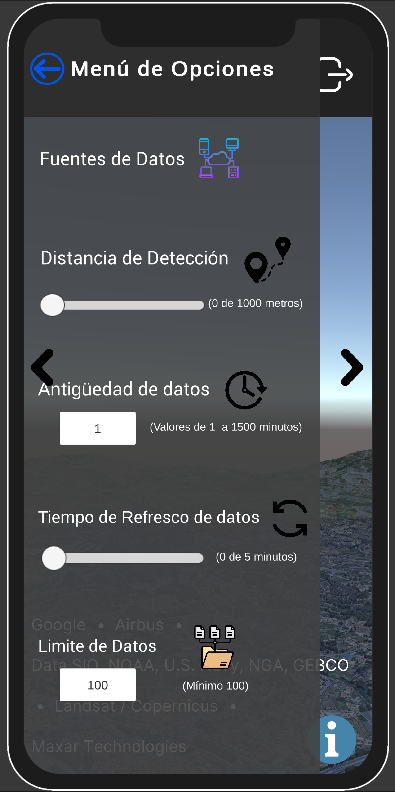 Menú de Opciones
Fuentes de Datos
Distancia de Detección
(0 de 1000 metros)
Antigüedad de datos
1
(Valores de 1 a 1500 minutos)
Tiempo de Refresco de datos
(0 de 5 minutos)
Google • Airbus •
Limite de Datos
Data SIO, NOAA, U.S. Navy, NGA, GEBCO
100
(Mínimo 100)
• Landsat / Copernicus •
Maxar Technologies
i